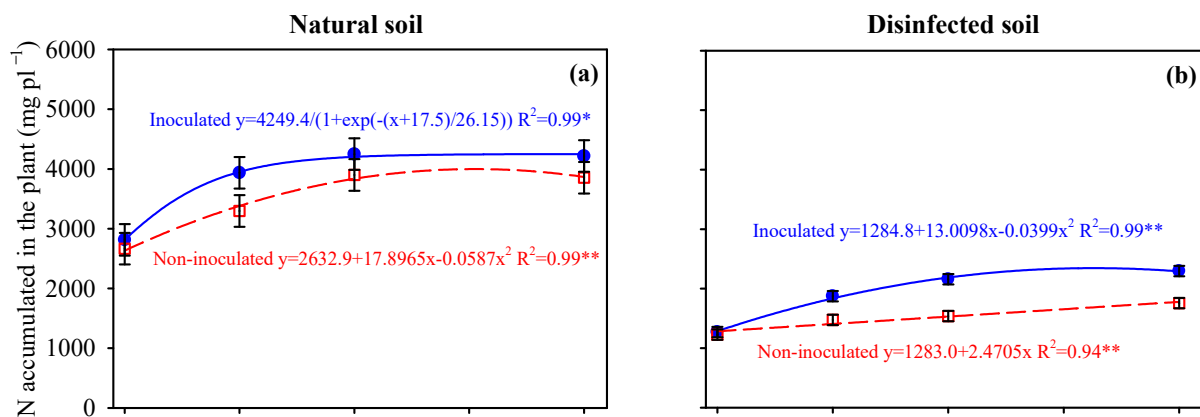 Natural soil
Disinfected soil
N accumulated in the plant (mg pl⁻¹)
6000
5000
4000
3000
2000
1000
0
(a)
Inoculated y=4249.4/(1+exp(-(x+17.5)/26.15)) R²=0.99*
Non-inoculated y=2632.9+17.8965x-0.0587x² R²=0.99**
(b)
Inoculated y=1284.8+13.0098x-0.0399x² R²=0.99**
Non-inoculated y=1283.0+2.4705x R²=0.94**